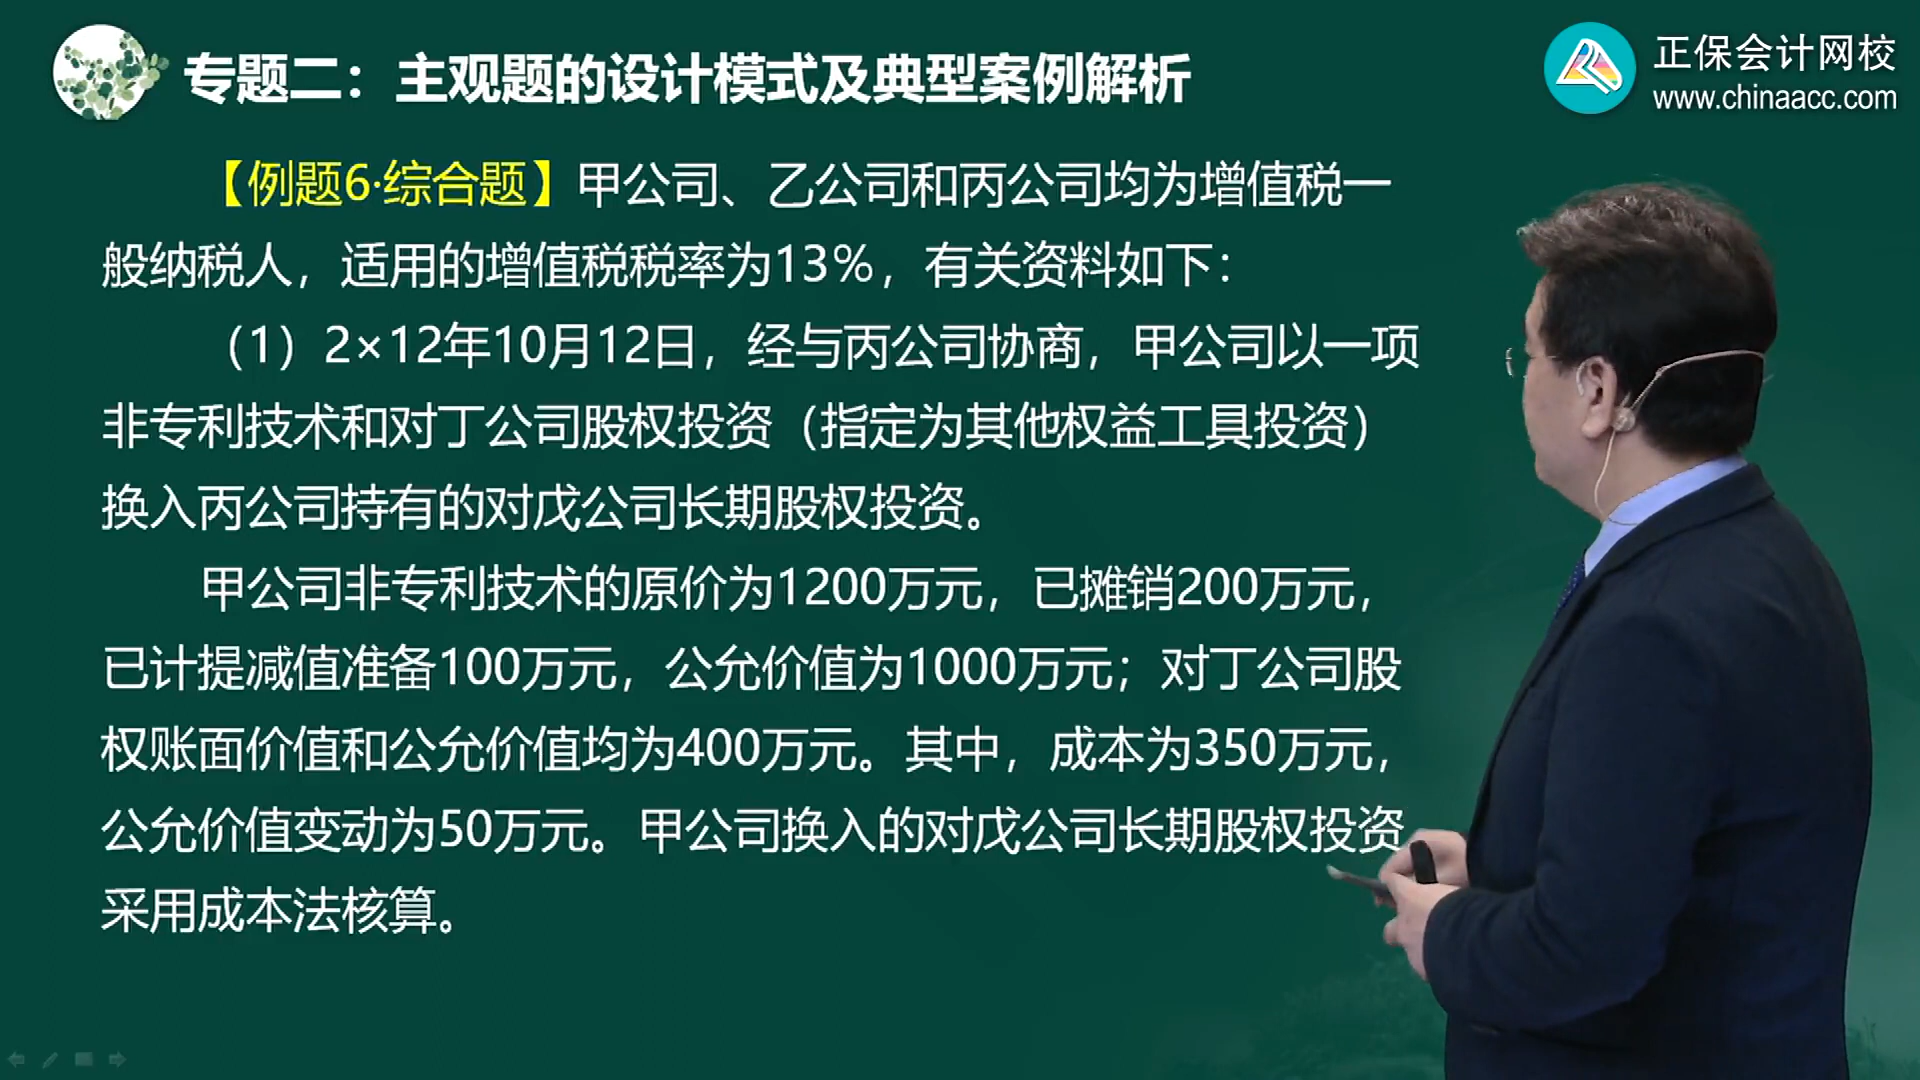 专题二：主观题的设计模式及典型案例解析
正保会计网校
www.chinaacc.com
【例题6·综合题】甲公司、乙公司和丙公司均为增值税一
般纳税人，适用的增值税税率为13%，有关资料如下：
（1）2×12年10月12日，经与丙公司协商，甲公司以一项
非专利技术和对丁公司股权投资（指定为其他权益工具投资）
换入丙公司持有的对戊公司长期股权投资。
甲公司非专利技术的原价为1200万元，已摊销200万元，
已计提减值准备100万元，公允价值为1000万元；对丁公司股
权账面价值和公允价值均为400万元。其中，成本为350万元，
公允价值变动为50万元。甲公司换入的对戊公司长期股权投资
采用成本法核算。